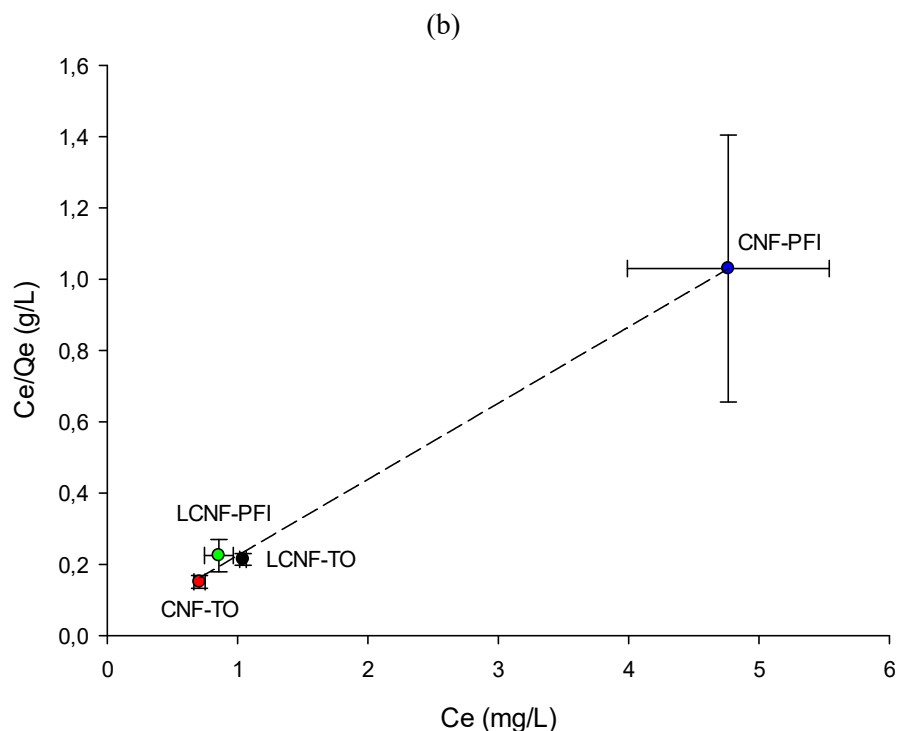 (b)
1,6
1,4
1,2
CNF-PFI
1,0
Ce/Qe (g/L)
0,8
0,6
0,4
LCNF-PFI
LCNF-TO
0,2
CNF-TO
0,0
0 1 2 3 4 5 6
Ce (mg/L)